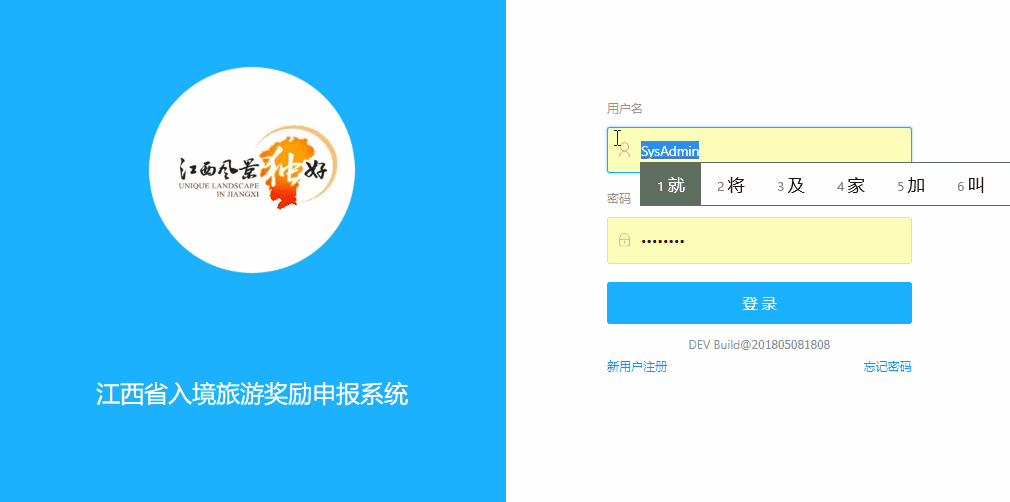 江西风景独好
UNIQUE LANDSCAPE
IN JIANGXI
江西省入境旅游奖励申报系统
用户名
SysAdmin
1 就 2 将 3 及 4 家 5 加 6 叫
密码
••••••••
登 录
DEV Build@201805081808
新用户注册 忘记密码